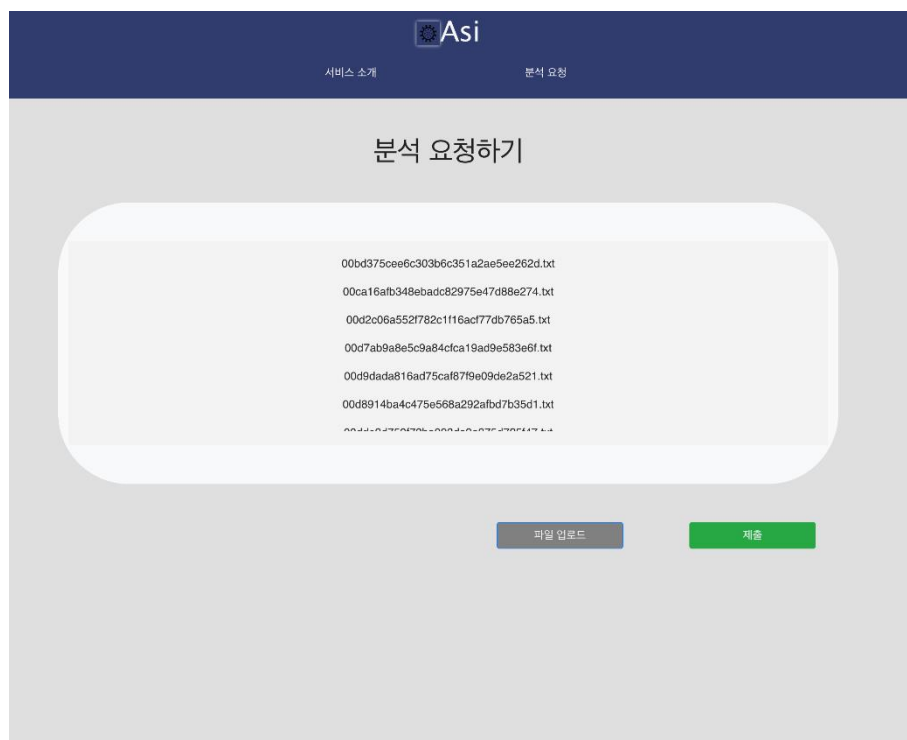 Asi
서비스 소개
분석 요청
분석 요청하기
00bd375cee6c303b6c351a2ae5ee262d.txt
00ca16afb348ebadc82975e47d88e274.txt
00d2c06a552f782c1f16acf77db765a5.txt
00d7ab9a8e5c9a84cfca19ad9e583e6f.txt
00d9dada816ad75caf87f9e09de2a521.txt
00d8914ba4c475e568a292afbd7b35d1.txt
파일 업로드
제출